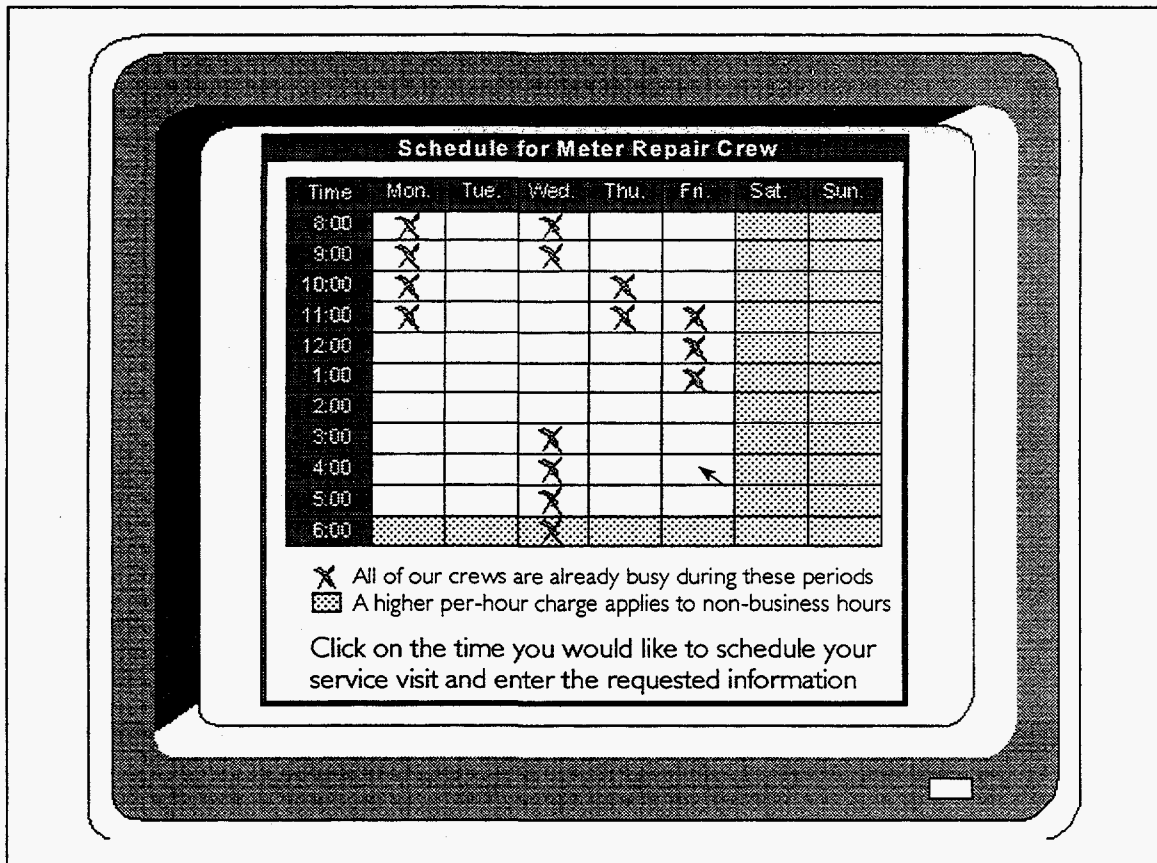 Schedule for Meter Repair Crew
Time Mon. Tue. Wed. Thu. Fri. Sat. Sun.
8:00
9:00
10:00
11:00
12:00
1:00
2:00
3:00
4:00
5:00
6:00
All of our crews are already busy during these periods
A higher per-hour charge applies to non-business hours
Click on the time you would like to schedule your
service visit and enter the requested information